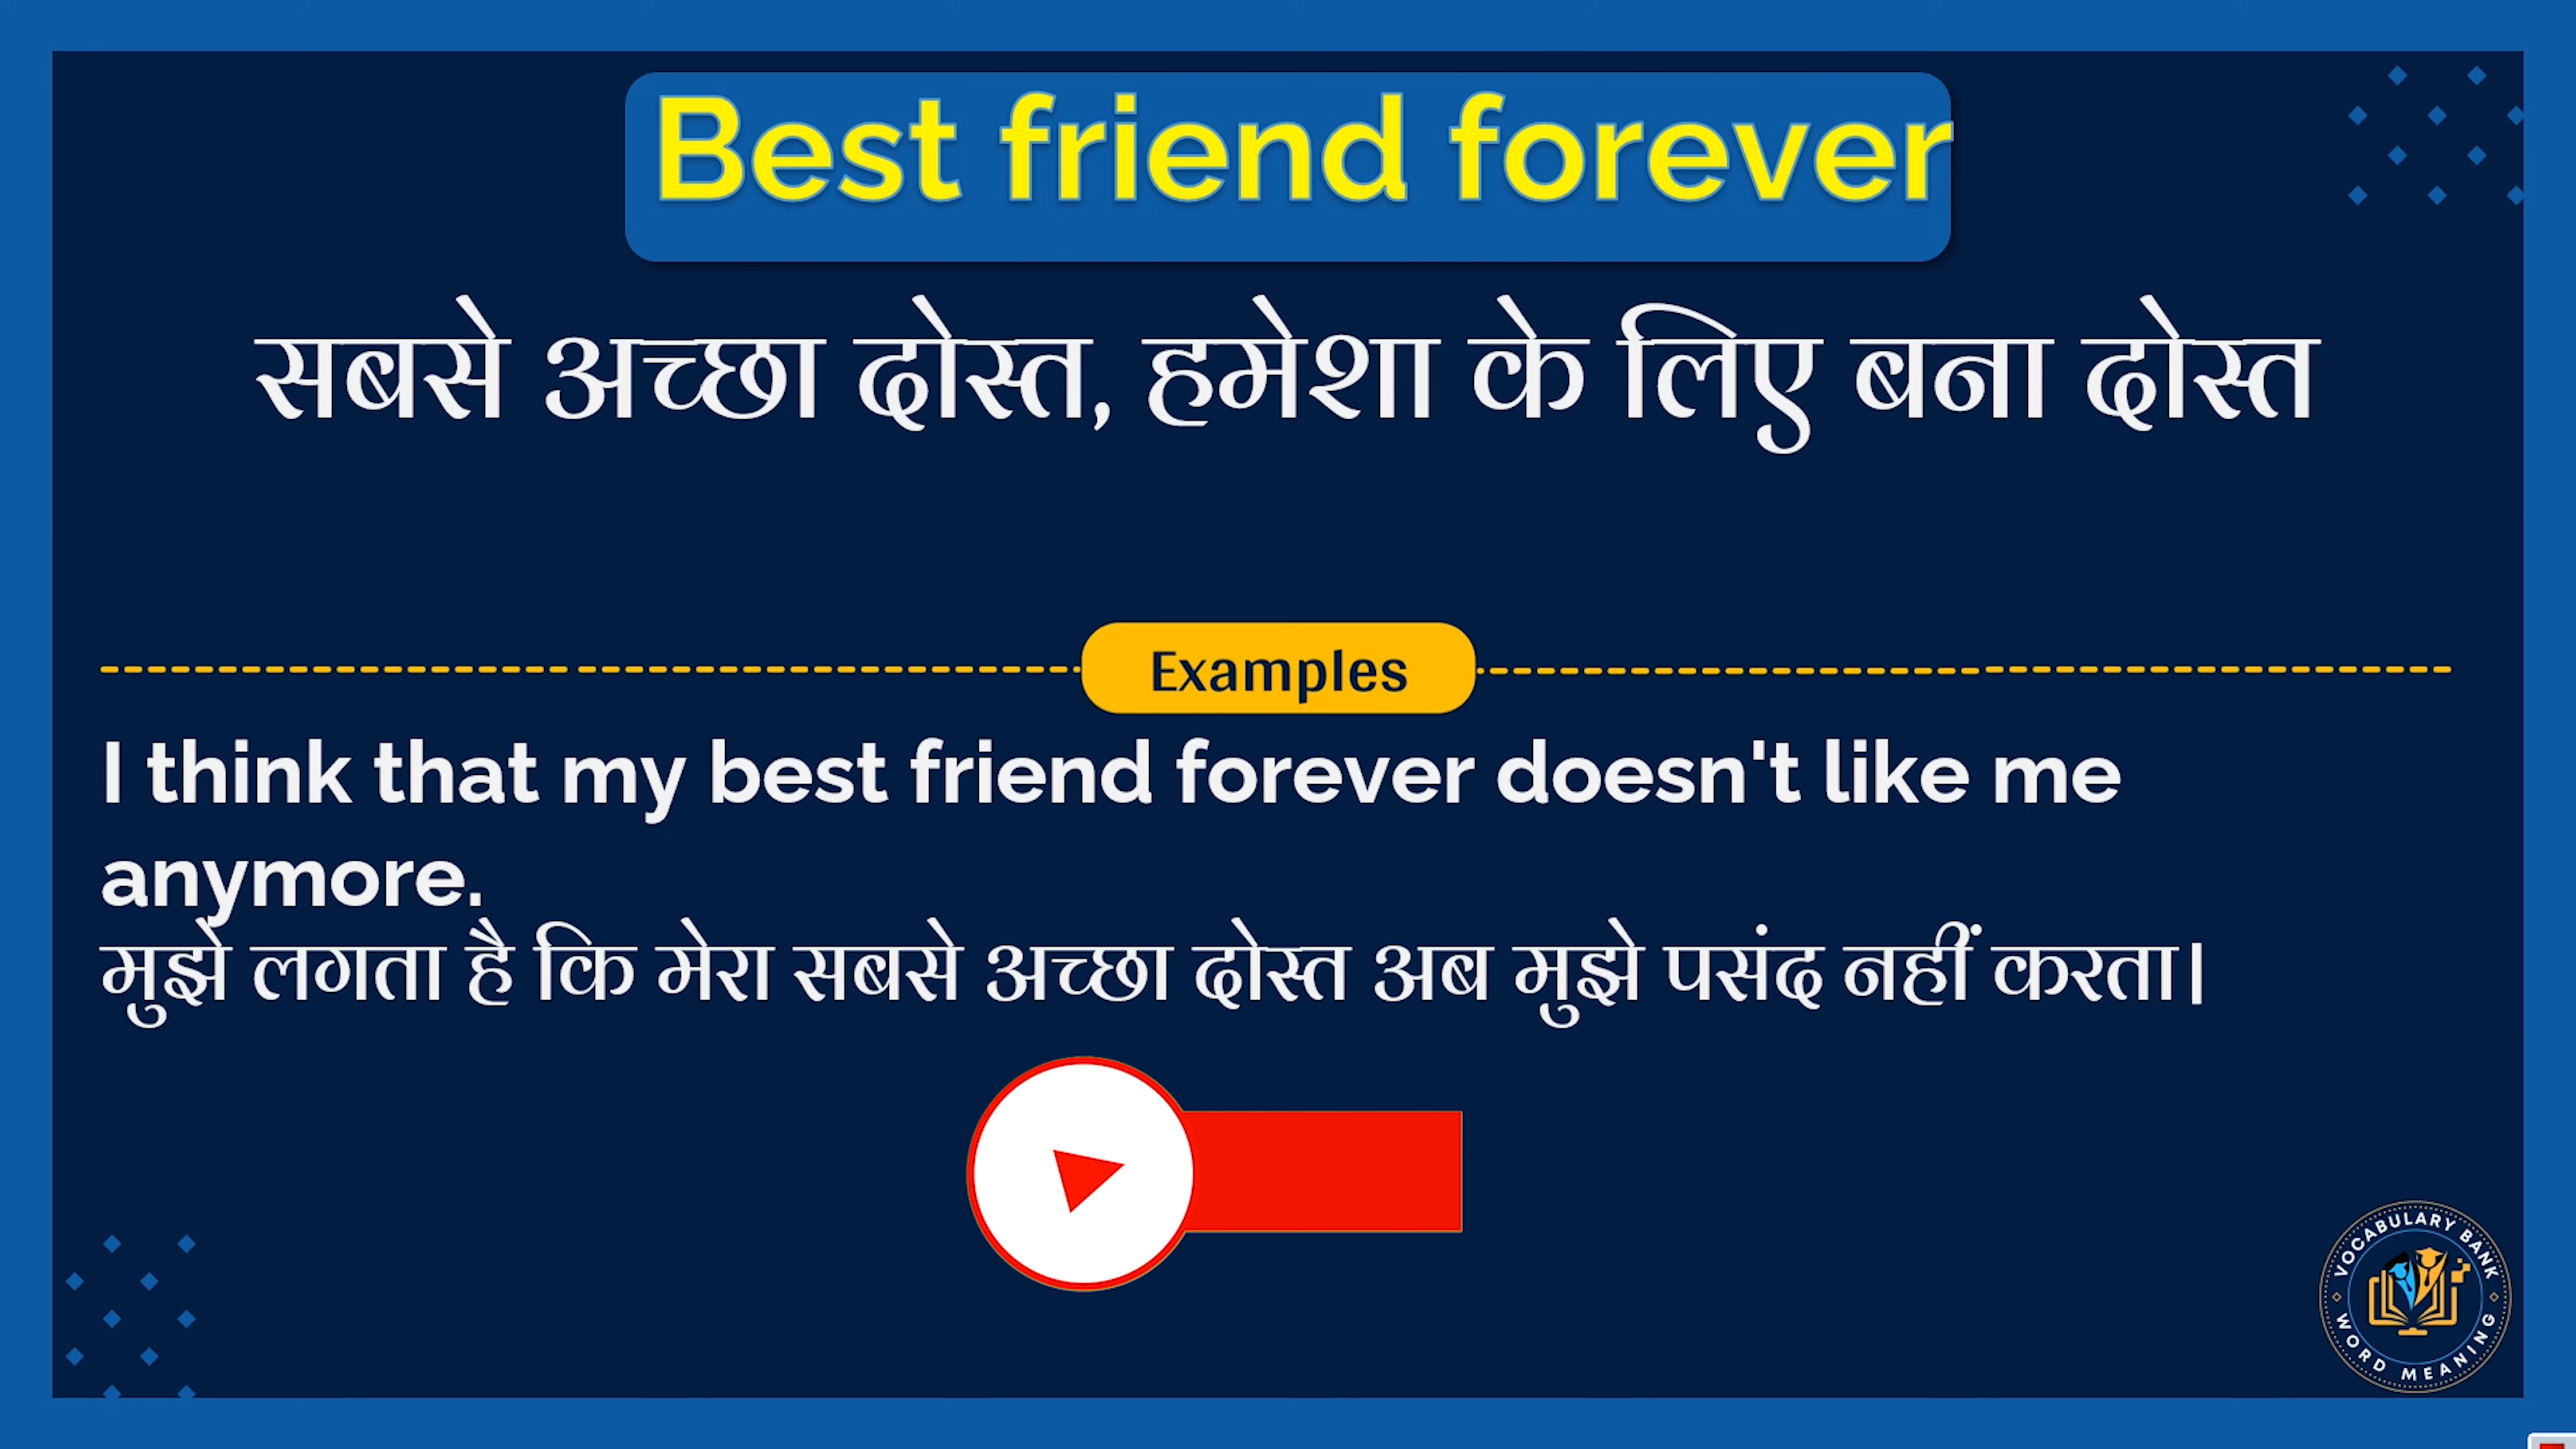 Best friend forever
सबसे अच्छा दोस्त, हमेशा के लिए बना दोस्त
Examples
I think that my best friend forever doesn't like me
anymore.
मुझे लगता है कि मेरा सबसे अच्छा दोस्त अब मुझे पसंद नहीं करता।
VOCABULARY BANK
WORD MEANING